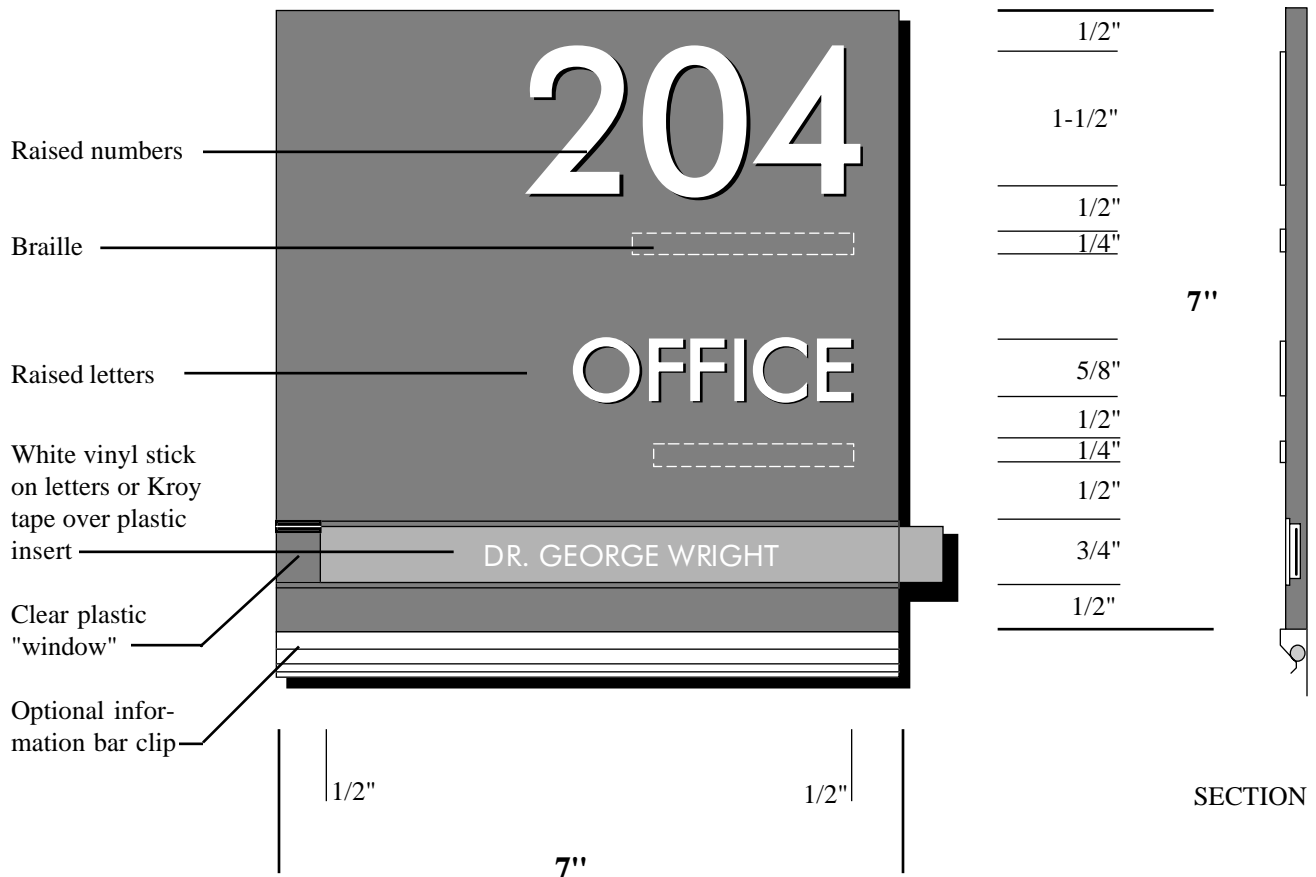 204
OFFICE
DR. GEORGE WRIGHT
Raised numbers
Braille
Raised letters
White vinyl stick
on letters or Kroy
tape over plastic
insert
Clear plastic
"window"
Optional infor-
mation bar clip
1/2"
1-1/2"
1/2"
1/4"
7"
5/8"
1/2"
1/4"
1/2"
3/4"
1/2"
1/2"
1/2"
7"
SECTION